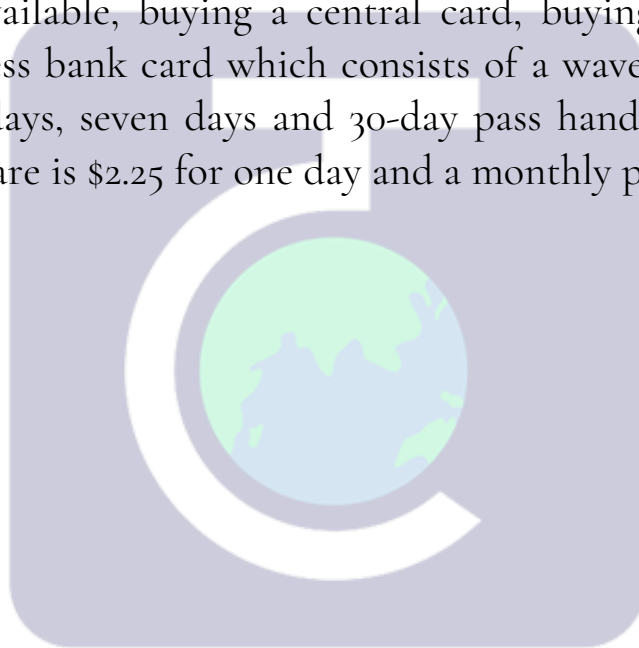 ailable, buying a central card, buying
ess bank card which consists of a wave
days, seven days and 30-day pass hand
are is $2.25 for one day and a monthly p